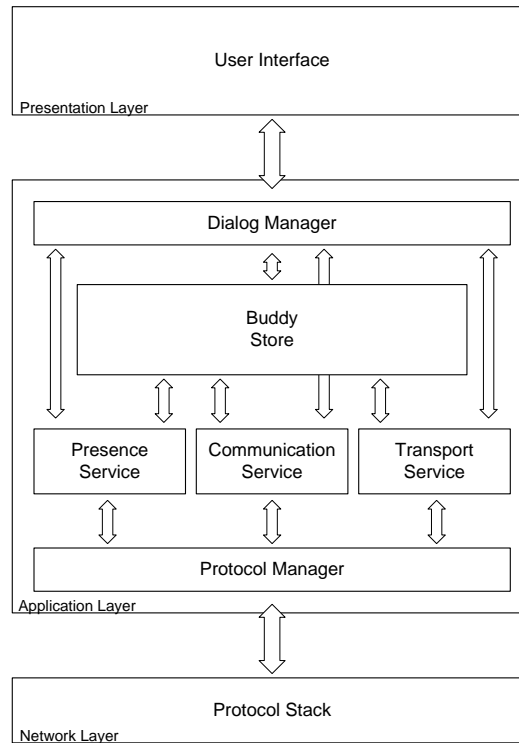 User Interface
Presentation Layer
Dialog Manager
Buddy
Store
Presence
Service
Communication
Service
Transport
Service
Protocol Manager
Application Layer
Protocol Stack
Network Layer